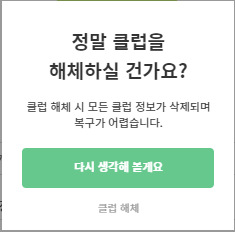 정말 클럽을
해체하실 건가요?
클럽 해체 시 모든 클럽 정보가 삭제되며
복구가 어렵습니다.
다시 생각해 볼게요
클럽 해체